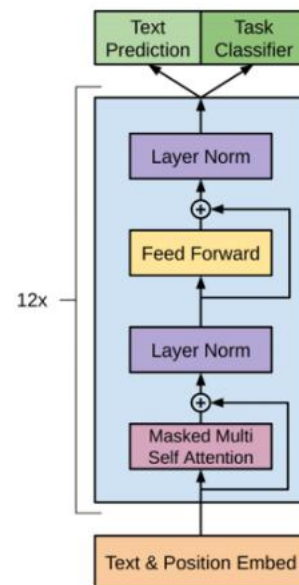 Text
Prediction
Task
Classifier
Layer Norm
Feed Forward
12x
Layer Norm
Masked Multi
Self Attention
Text & Position Embed